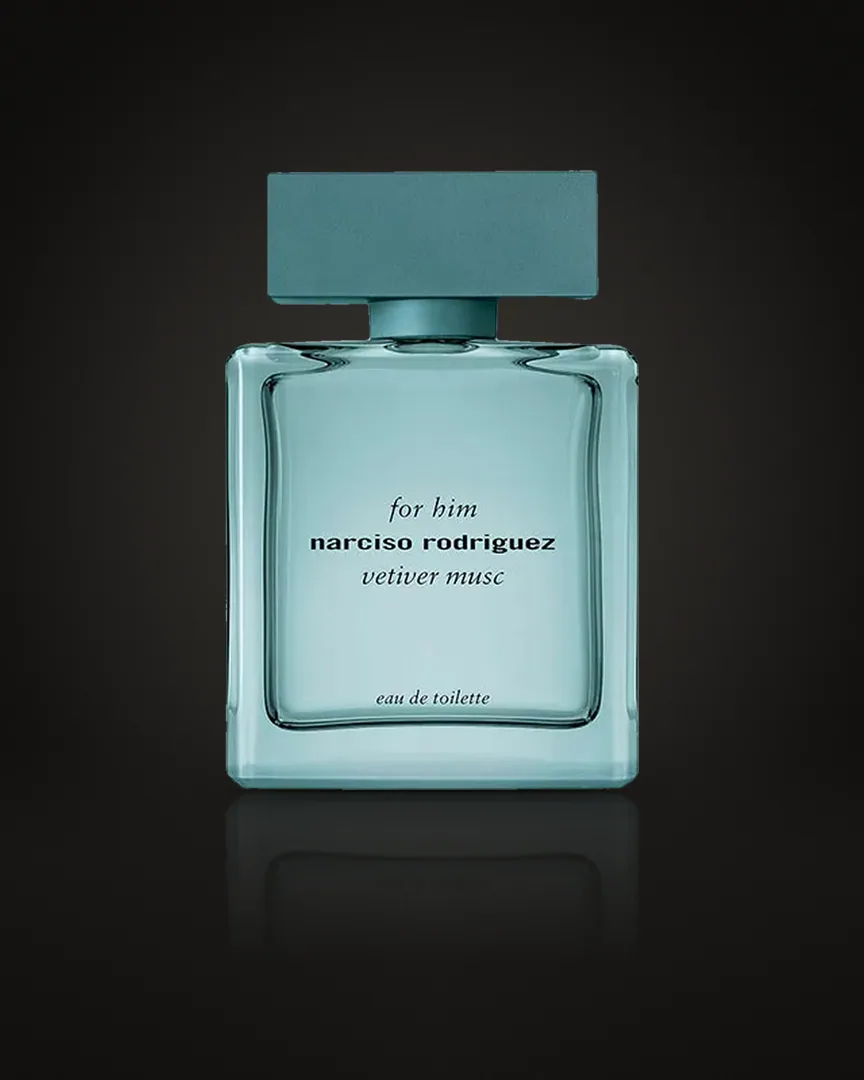 for him
narciso rodriguez
vetiver musc
eau de toilette